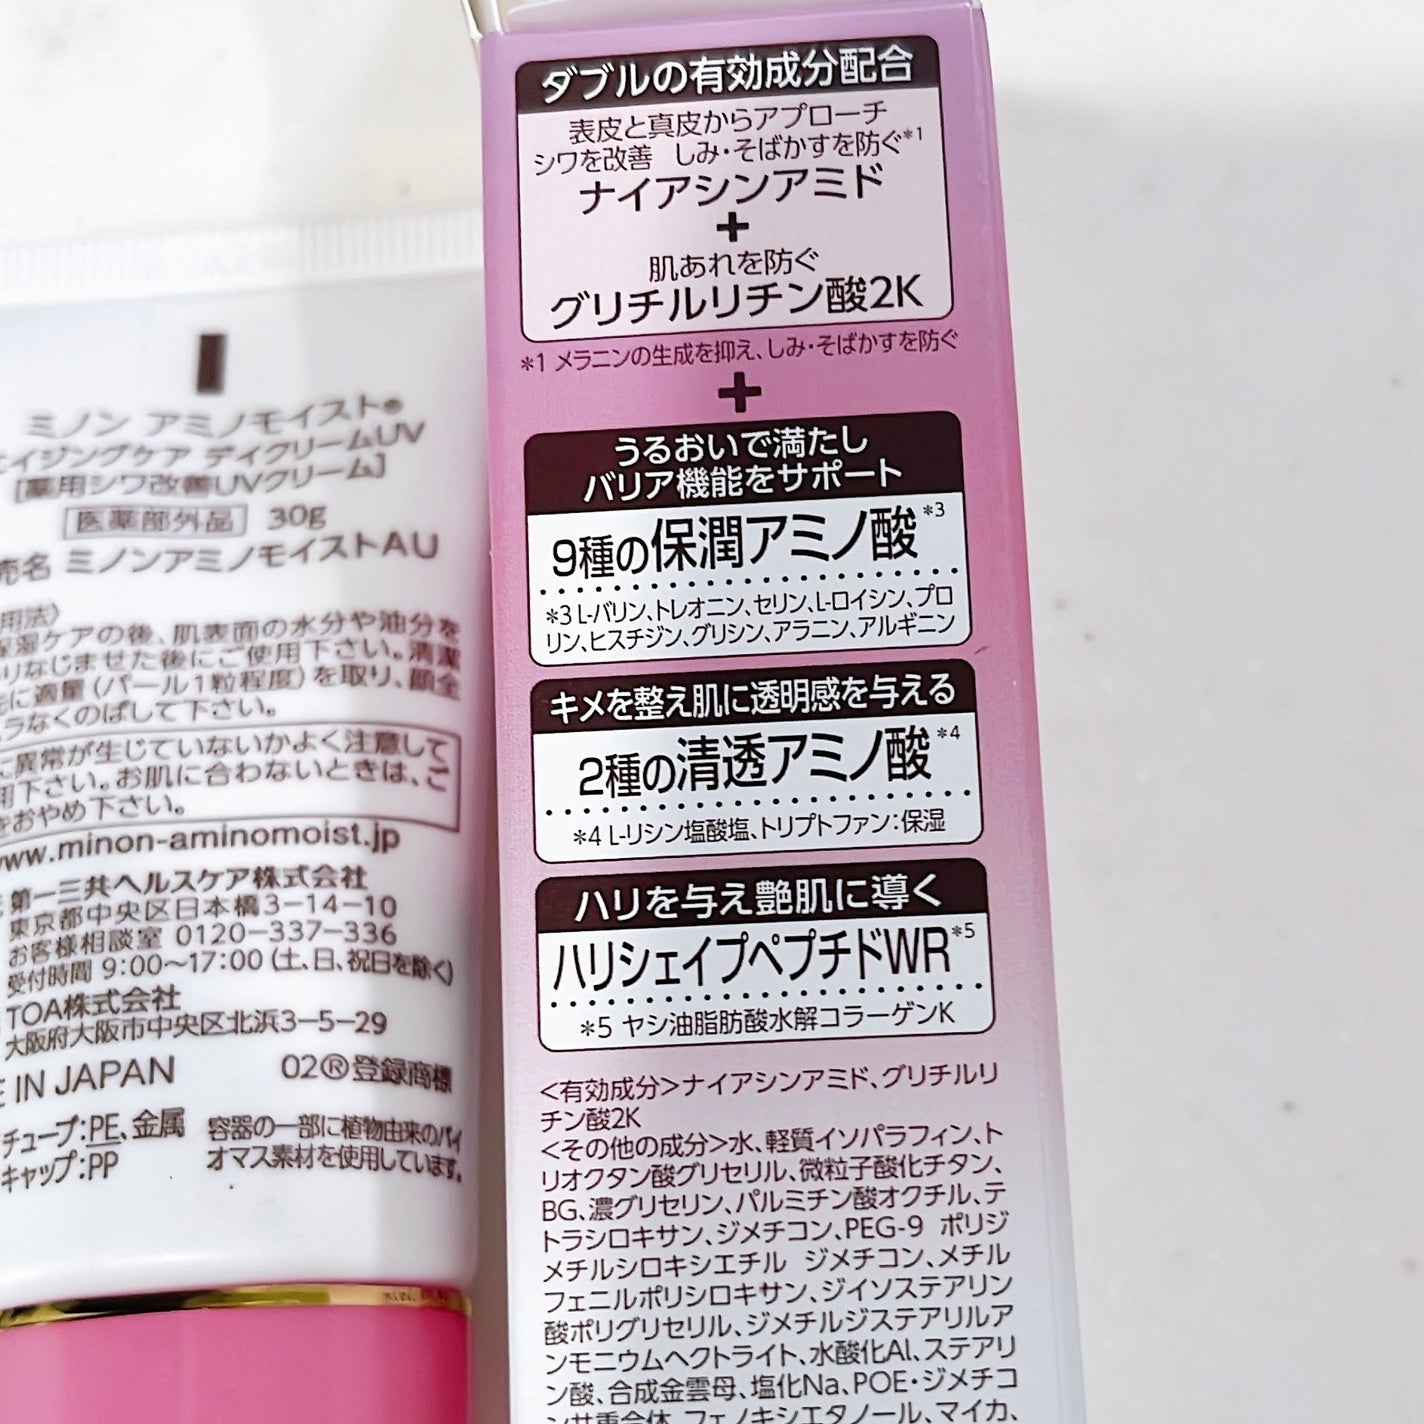 ミノン アミノモイスト®
エイジングケア デイクリームUV
[薬用シワ改善UVクリーム]
医薬部外品 30g
売名 ミノンアミノモイストAU
用法〉
保湿ケアの後、肌表面の水分や油分を
りなじませた後にご使用下さい。清潔
に適量(パール1粒程度)を取り、顔全
ラなくのばして下さい。
に異常が生じていないかよく注意して
用下さい。お肌に合わないときは、ご
をおやめ下さい。
www.minon-aminomoist.jp
第一三共ヘルスケア株式会社
東京都中央区日本橋3-14-10
お客様相談室 0120-337-336
受付時間 9:00〜17:00(土、日、祝日を除く)
TOA株式会社
大阪府大阪市中央区北浜3-5-29
E IN JAPAN 02®登録商標
チューブ:PE、金属
キャップ:PP
容器の一部に植物由来のバイ
オマス素材を使用しています。
ダブルの有効成分配合
表皮と真皮からアプローチ
シワを改善 しみ・そばかすを防ぐ*1
ナイアシンアミド
+
肌あれを防ぐ
グリチルリチン酸2K
*1 メラニンの生成を抑え、しみ・そばかすを防ぐ
+
うるおいで満たし
バリア機能をサポート
9種の保潤アミノ酸*3
*3 L-バリン、トレオニン、セリン、L-ロイシン、プロ
リン、ヒスチジン、グリシン、アラニン、アルギニン
キメを整え肌に透明感を与える
2種の清透アミノ酸*4
*4 L-リシン塩酸塩、トリプトファン:保湿
ハリを与え艶肌に導く
ハリシェイプペプチドWR*5
*5 ヤシ油脂肪酸水解コラーゲンK
<有効成分>ナイアシンアミド、グリチルリ
チン酸2K
<その他の成分>水、軽質イソパラフィン、ト
リオクタン酸グリセリル、微粒子酸化チタン、
BG、濃グリセリン、パルミチン酸オクチル、デ
トラシロキサン、ジメチコン、PEG-9 ポリジ
メチルシロキシエチル ジメチコン、メチル
フェニルポリシロキサン、ジイソステアリン
酸ポリグリセリル、ジメチルジステアリルア
ンモニウムヘクトライト、水酸化Al、ステアリ
ン酸、合成金雲母、塩化Na、POE・ジメチコ
ンサ重合体、フェノキシエタノール、マイカ、